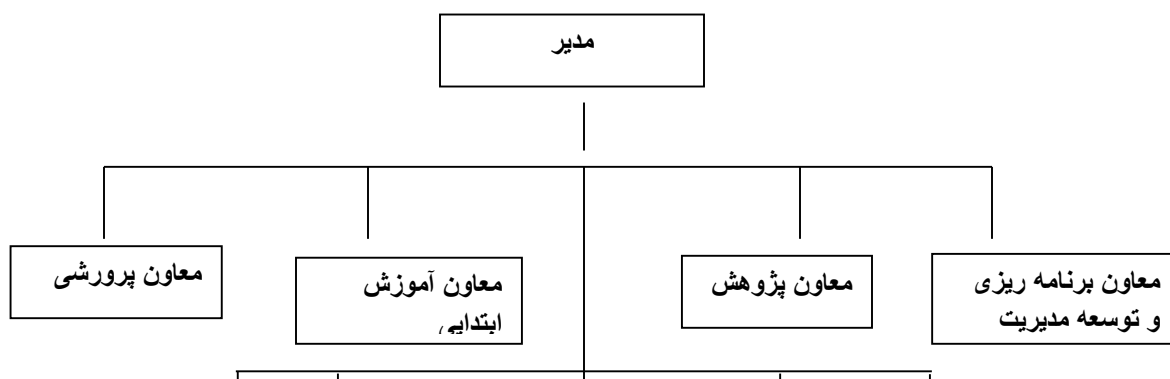 مدیر
معاون برنامه ریزی
و توسعه مدیریت
معاون پژوهش
معاون آموزش
ابتدایی
معاون پرورشی